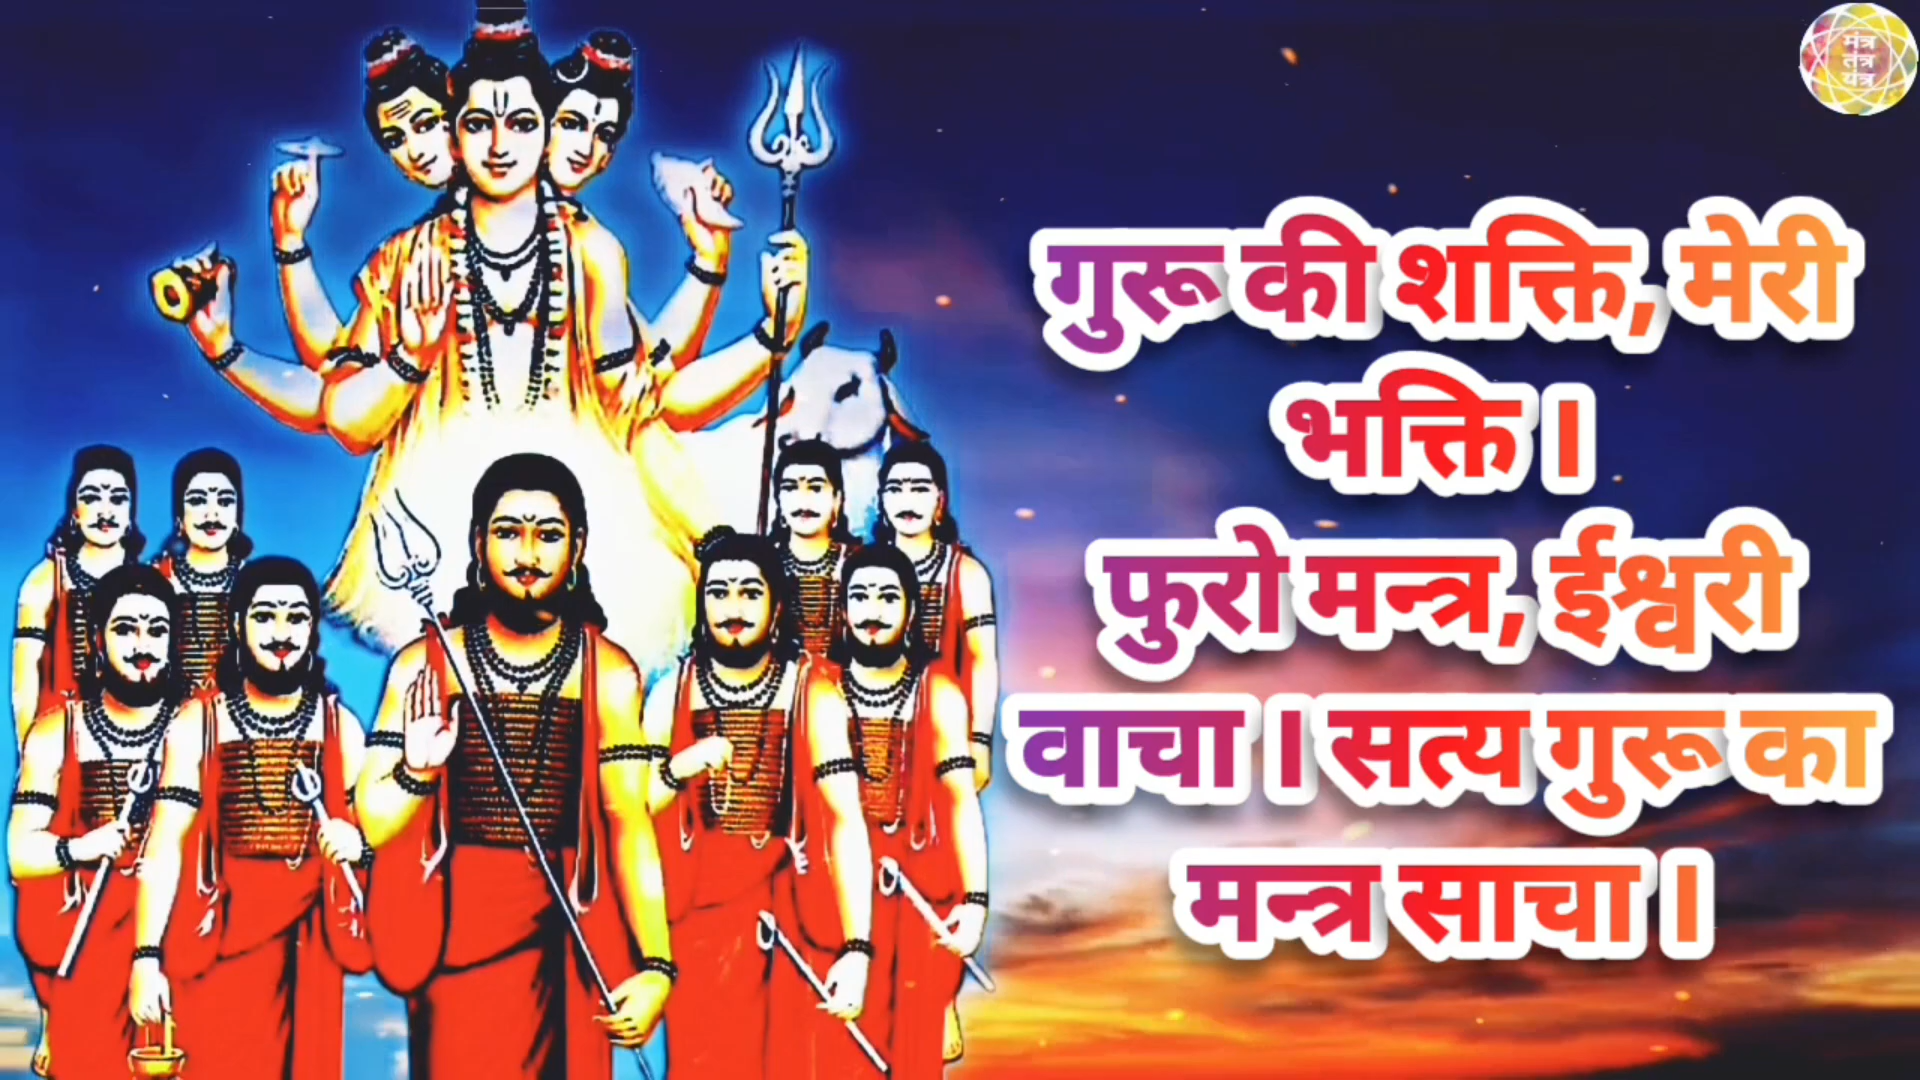 मंत्र
तंत्र
यंत्र
गुरू की शक्ति, मेरी
भक्ति ।
फुरो मन्त्र, ईश्वरी
वाचा । सत्य गुरू का
मन्त्र साचा ।